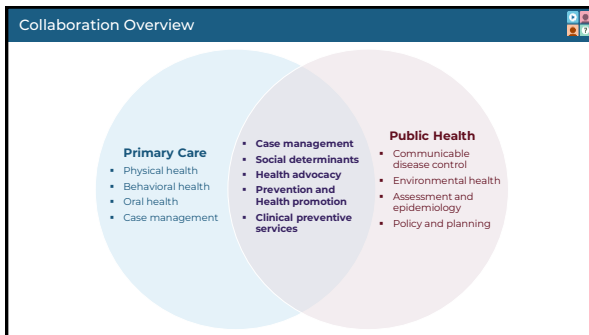 Collaboration Overview
Primary Care
▪ Physical health
▪ Behavioral health
▪ Oral health
▪ Case management
▪ Case management
▪ Social determinants
▪ Health advocacy
▪ Prevention and
Health promotion
▪ Clinical preventive
services
Public Health
▪ Communicable
disease control
▪ Environmental health
▪ Assessment and
epidemiology
▪ Policy and planning